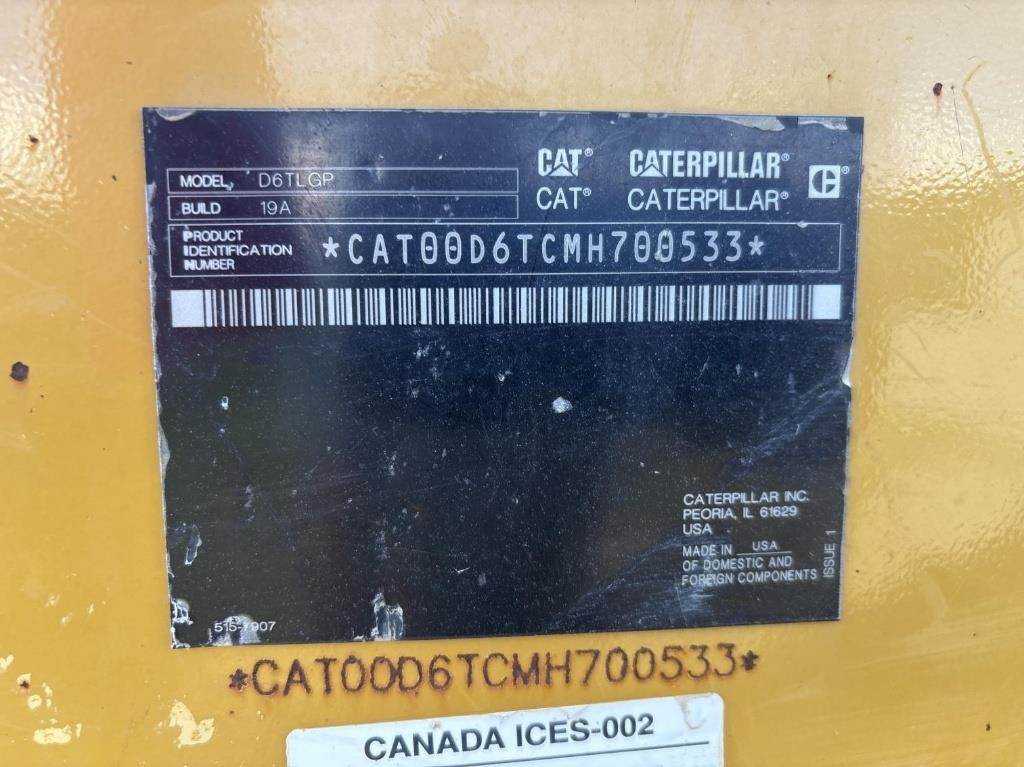 CAT® CATERPILLAR®
MODEL D6TLGP CAT® CATERPILLAR®
BUILD 19A
PRODUCT IDENTIFICATION NUMBER *CAT00D6TCMH700533*
CATERPILLAR INC.
PEORIA, IL 61629
USA
MADE IN USA
OF DOMESTIC AND
FOREIGN COMPONENTS
ISSUE 1
*CAT00D6TCMH700533*
CANADA ICES-002